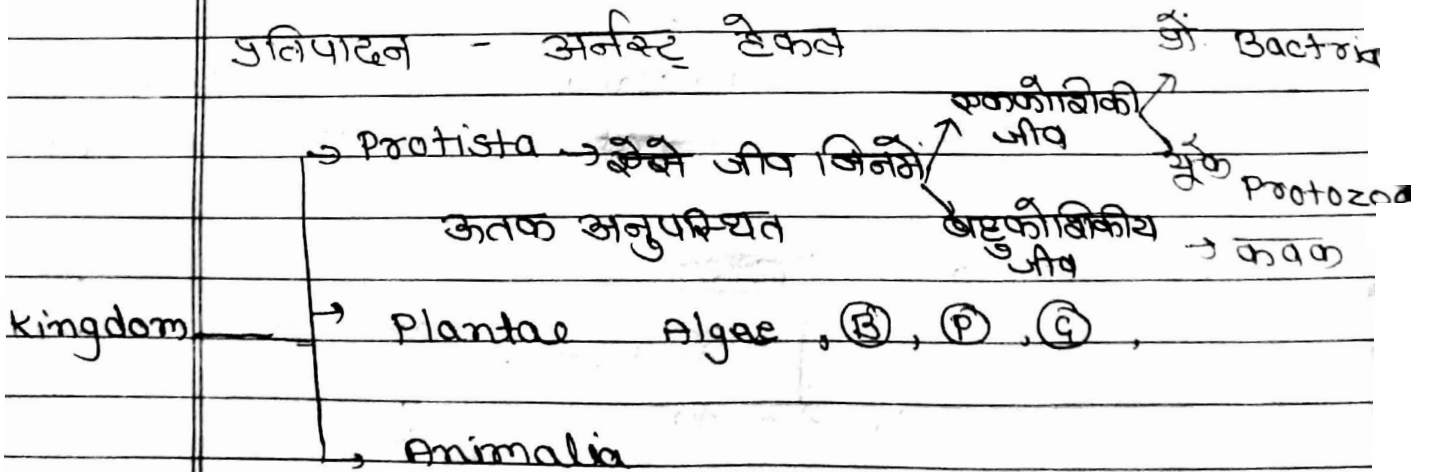 प्रतिपादन - अर्नस्ट् हेकल
प्रो. Bactria
एककोशिकी जीव
→ Protista → ऐसे जीव जिनमें
यूके Protozoa
ऊतक अनुपस्थित
बहुकोशिकीय जीव → कवक
Kingdom → Plantae Algae, Ⓑ, Ⓟ, Ⓖ,
→ Animalia